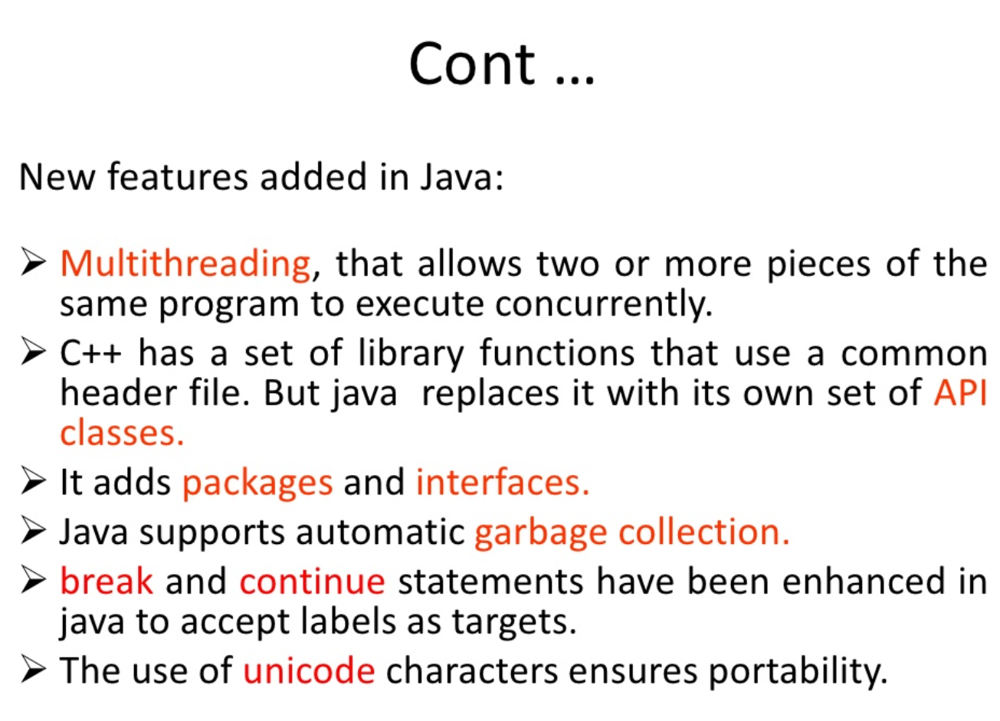 Cont ...
New features added in Java:
➢ Multithreading, that allows two or more pieces of the
same program to execute concurrently.
➢ C++ has a set of library functions that use a common
header file. But java  replaces it with its own set of API
classes.
➢ It adds packages and interfaces.
➢ Java supports automatic garbage collection.
➢ break and continue statements have been enhanced in
java to accept labels as targets.
➢ The use of unicode characters ensures portability.